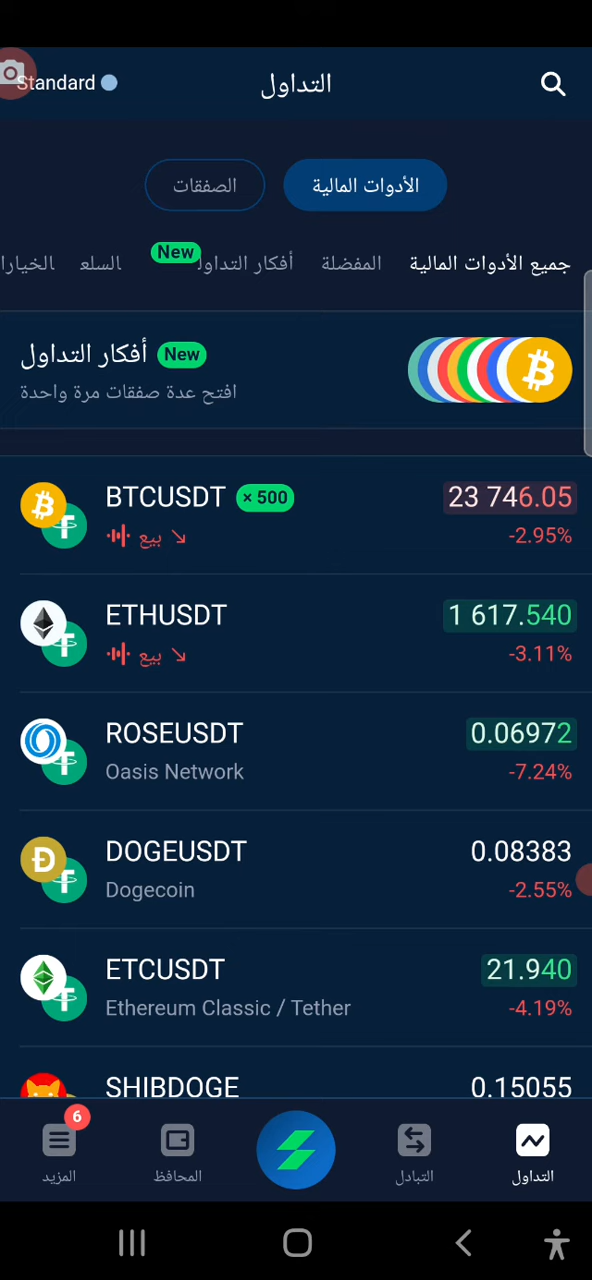 Standard
التداول
الأدوات المالية
الصفقات
جميع الأدوات المالية
المفضلة
أفكار التداول
New
السلع
أفكار التداول New
افتح عدة صفقات مرة واحدة
BTCUSDT ×500 23 746.05
بيع -2.95%
ETHUSDT 1 617.540
بيع -3.11%
ROSEUSDT 0.06972
Oasis Network -7.24%
DOGEUSDT 0.08383
Dogecoin -2.55%
ETCUSDT 21.940
Ethereum Classic / Tether -4.19%
SHIBDOGE 0.15055
6
التداول
التبادل
المحافظ
المزيد